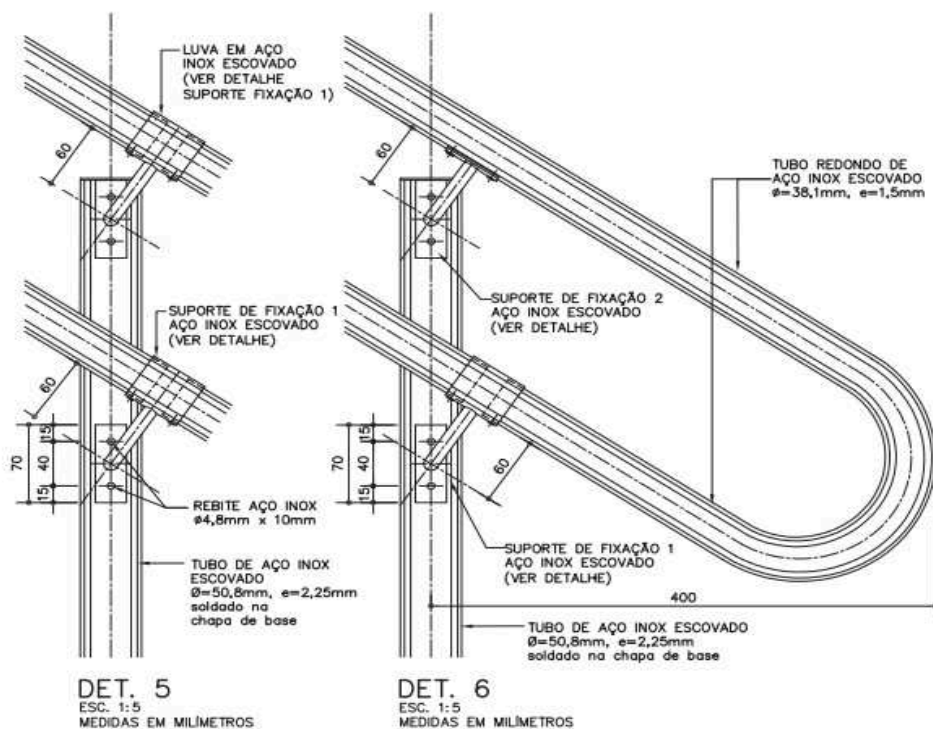 LUVA EM AÇO
INOX ESCOVADO
(VER DETALHE
SUPORTE FIXAÇÃO 1)
60
SUPORTE DE FIXAÇÃO 1
AÇO INOX ESCOVADO
(VER DETALHE)
60
15
70
40
15
REBITE AÇO INOX
ø4,8mm x 10mm
TUBO DE AÇO INOX
ESCOVADO
Ø=50,8mm, e=2,25mm
soldado na
chapa de base
DET. 5
ESC. 1:5
MEDIDAS EM MILÍMETROS
60
TUBO REDONDO DE
AÇO INOX ESCOVADO
ø=38,1mm, e=1,5mm
SUPORTE DE FIXAÇÃO 2
AÇO INOX ESCOVADO
(VER DETALHE)
15
70
40
15
60
SUPORTE DE FIXAÇÃO 1
AÇO INOX ESCOVADO
(VER DETALHE)
400
TUBO DE AÇO INOX ESCOVADO
Ø=50,8mm, e=2,25mm
soldado na chapa de base
DET. 6
ESC. 1:5
MEDIDAS EM MILÍMETROS